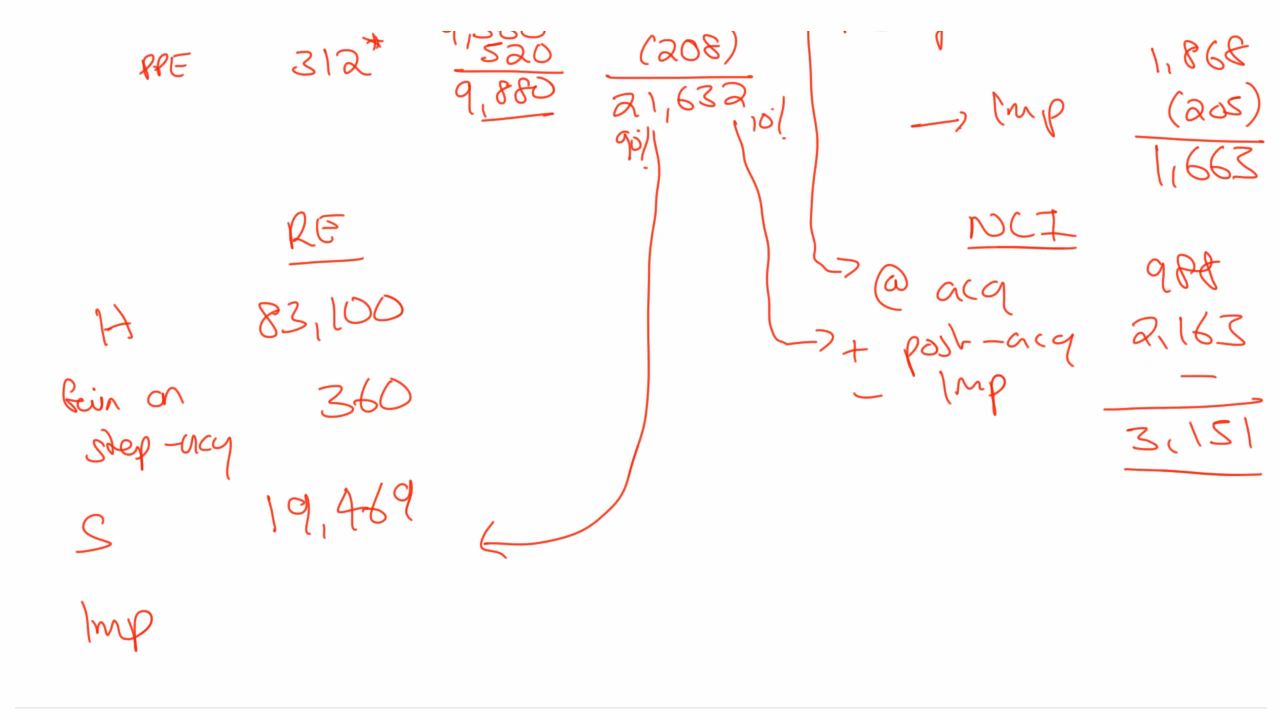 PPE 312* 520 (208) 1,868
9,880 21,632 → Imp (205)
90% 10% 1,663
RE NCI
@ acq 988
H 83,100 + post-acq 2,163
Gain on 360 - Imp —
step-acq 3,151
S 19,469
Imp